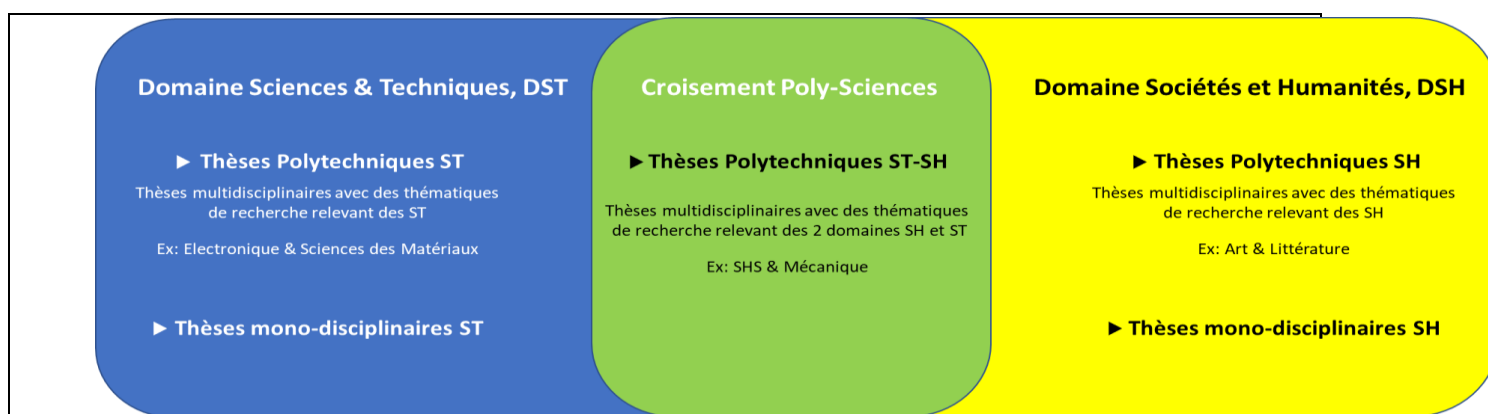 Domaine Sciences & Techniques, DST
► Thèses Polytechniques ST
Thèses multidisciplinaires avec des thématiques
de recherche relevant des ST
Ex: Electronique & Sciences des Matériaux
► Thèses mono-disciplinaires ST
Croisement Poly-Sciences
► Thèses Polytechniques ST-SH
Thèses multidisciplinaires avec des thématiques
de recherche relevant des 2 domaines SH et ST
Ex: SHS & Mécanique
Domaine Sociétés et Humanités, DSH
► Thèses Polytechniques SH
Thèses multidisciplinaires avec des thématiques
de recherche relevant des SH
Ex: Art & Littérature
► Thèses mono-disciplinaires SH